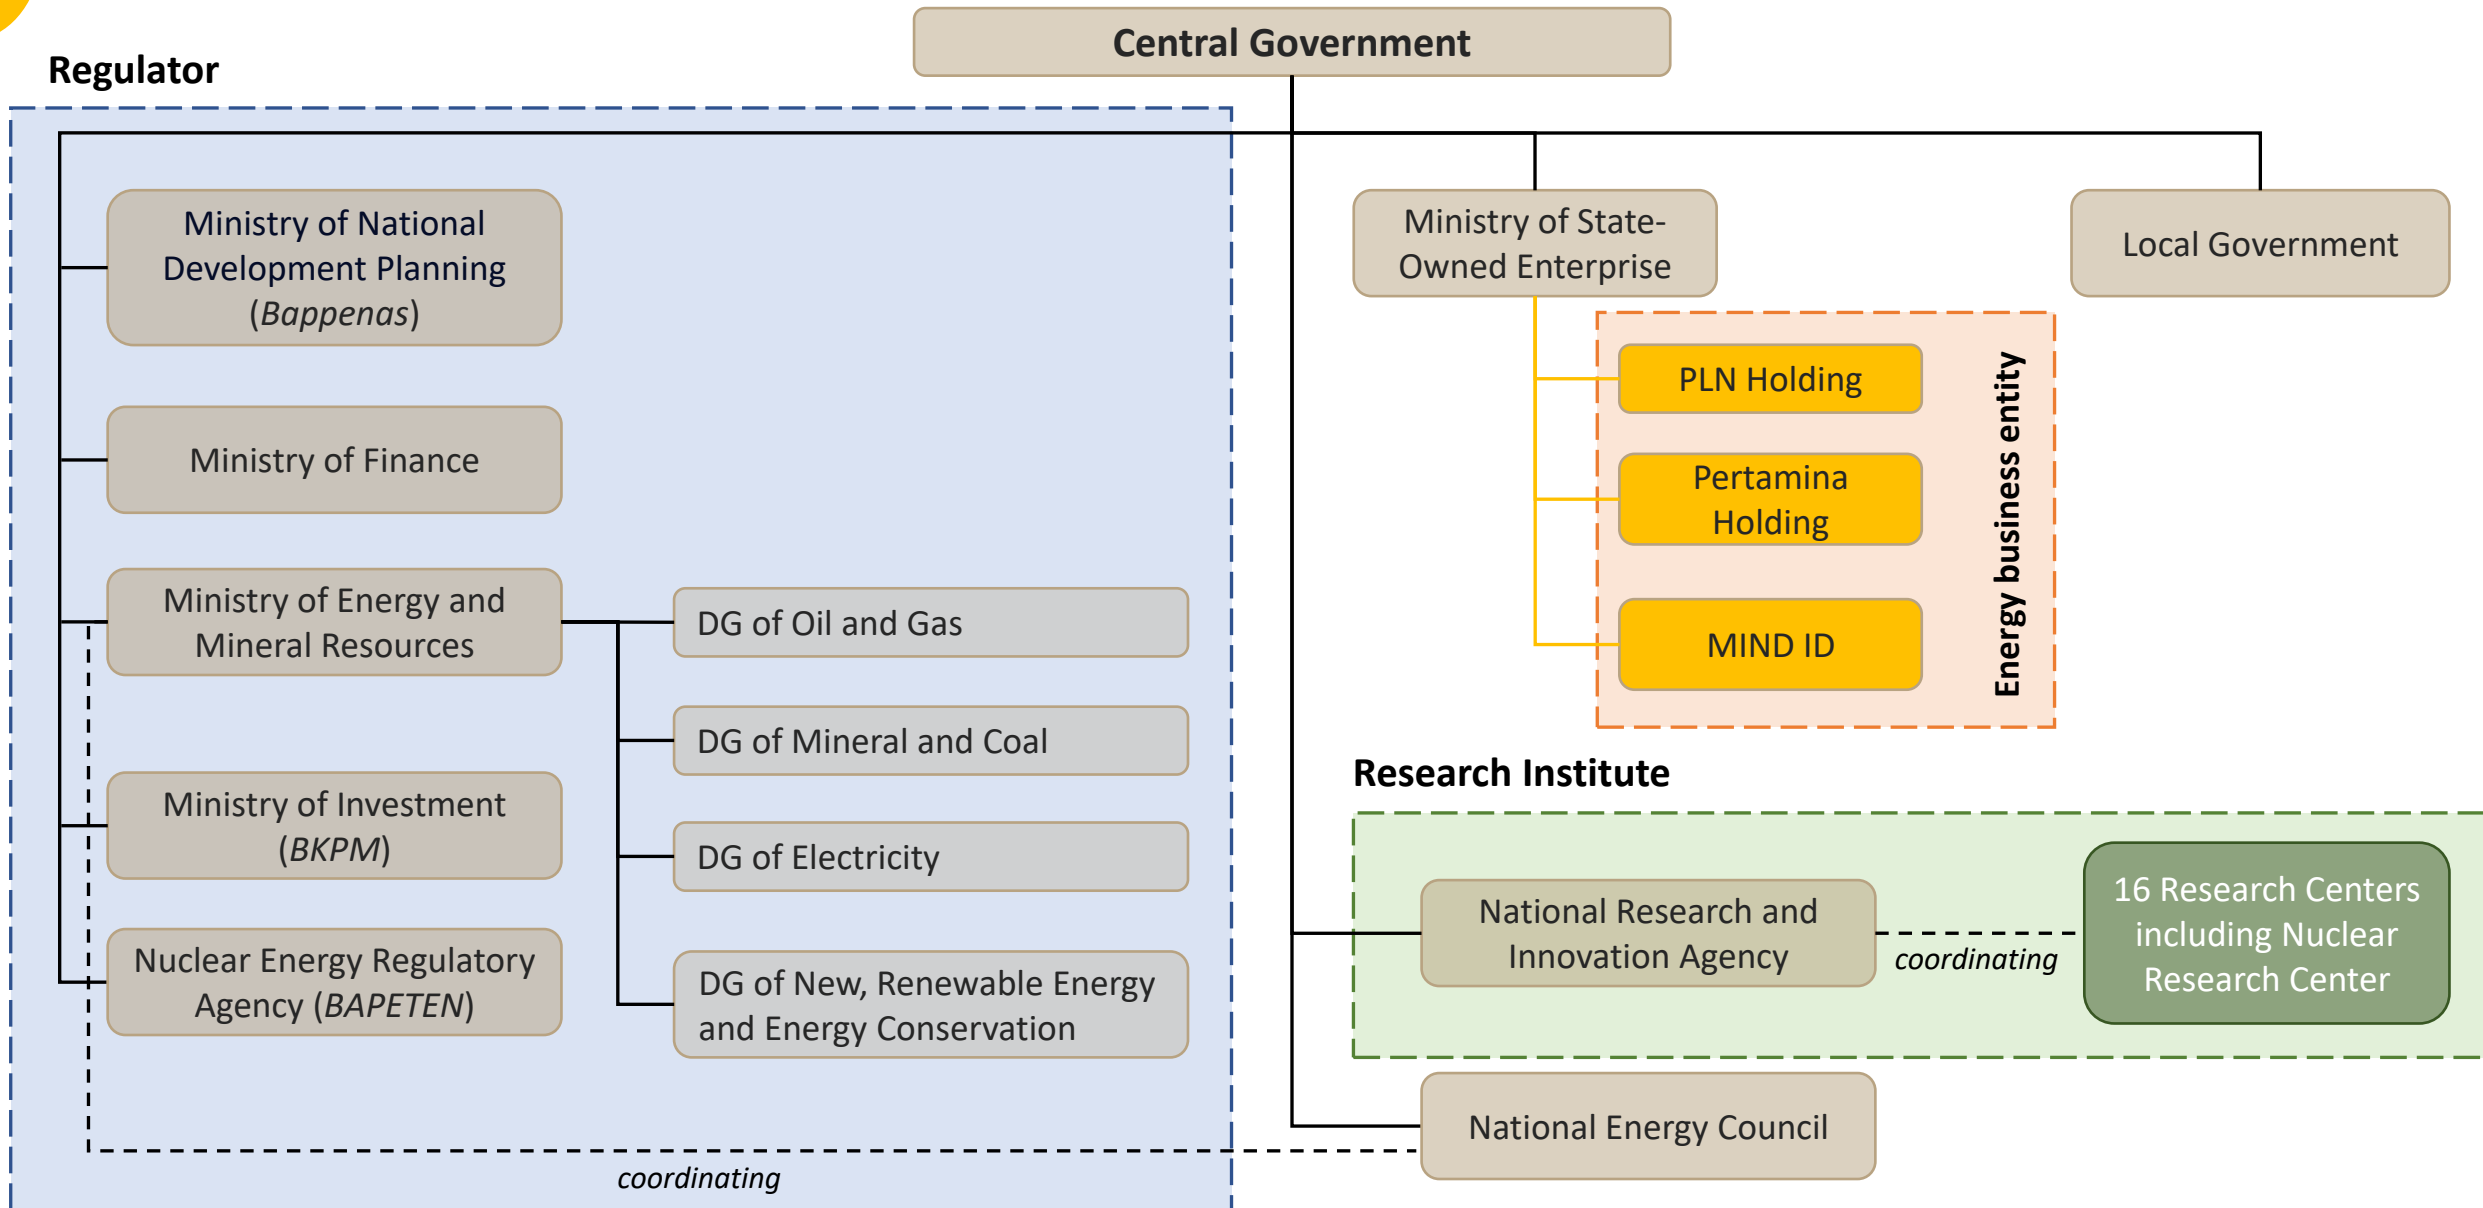 Central Government
Regulator
Ministry of National
Development Planning
(Bappenas)
Ministry of Finance
Ministry of Energy and
Mineral Resources
Ministry of Investment
(BKPM)
Nuclear Energy Regulatory
Agency (BAPETEN)
DG of Oil and Gas
DG of Mineral and Coal
DG of Electricity
DG of New, Renewable Energy
and Energy Conservation
coordinating
Ministry of State-
Owned Enterprise
Local Government
PLN Holding
Pertamina
Holding
MIND ID
Energy business entity
Research Institute
National Research and
Innovation Agency
coordinating
16 Research Centers
including Nuclear
Research Center
National Energy Council